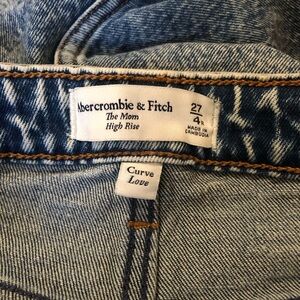 Abercrombie & Fitch
The Mom
High Rise
27
4R
MADE IN
CAMBODIA
Curve
Love